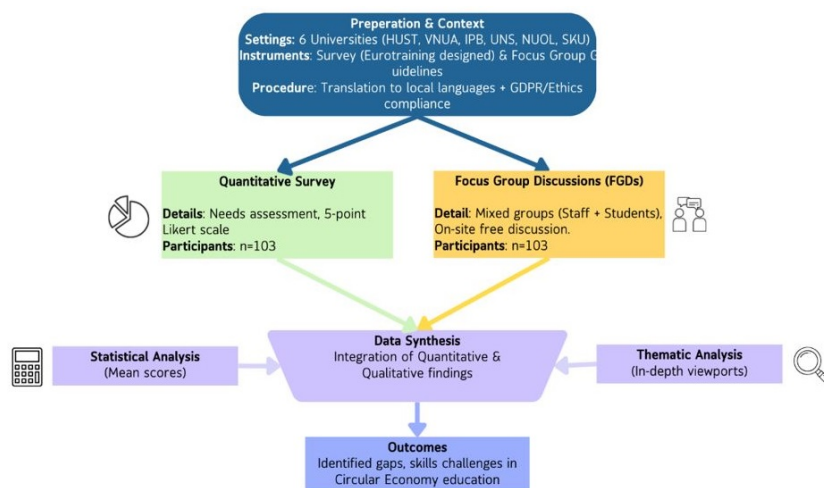 Preperation & Context
Settings: 6 Universities (HUST, VNUA, IPB, UNS, NUOL, SKU)
Instruments: Survey (Eurotraining designed) & Focus Group G
uidelines
Procedure: Translation to local languages + GDPR/Ethics
compliance
Quantitative Survey
Details: Needs assessment, 5-point
Likert scale
Participants: n=103
Focus Group Discussions (FGDs)
Detail: Mixed groups (Staff + Students),
On-site free discussion.
Participants: n=103
Data Synthesis
Integration of Quantitative &
Qualitative findings
Statistical Analysis
(Mean scores)
Thematic Analysis
(In-depth viewports)
Outcomes
Identified gaps, skills challenges in
Circular Economy education